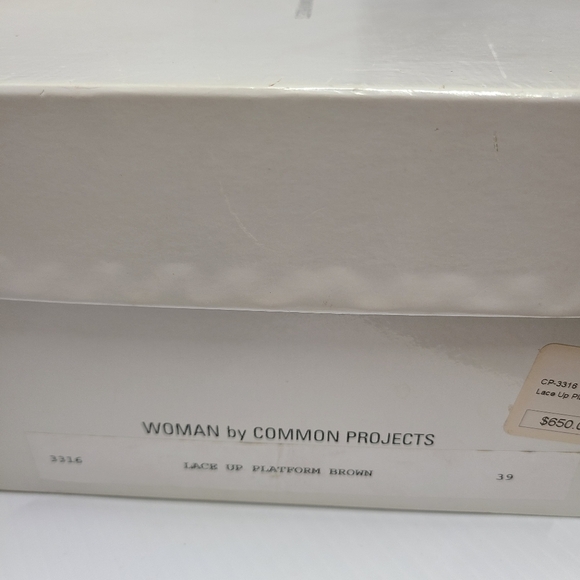 CP-3316
Lace Up
$650.
WOMAN by COMMON PROJECTS
3316 LACE UP PLATFORM BROWN 39